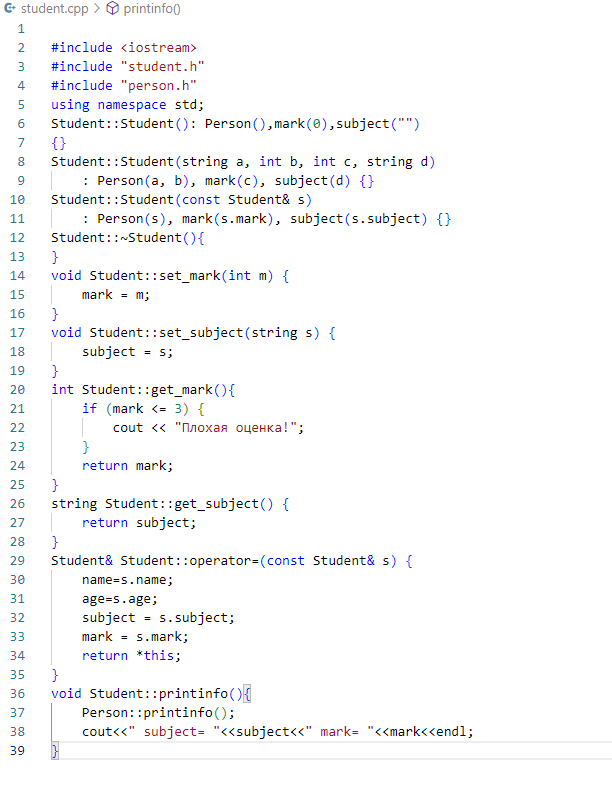 student.cpp > printinfo()
1
2 #include <iostream>
3 #include "student.h"
4 #include "person.h"
5 using namespace std;
6 Student::Student(): Person(),mark(0),subject("")
7 {}
8 Student::Student(string a, int b, int c, string d)
9     : Person(a, b), mark(c), subject(d) {}
10 Student::Student(const Student& s)
11     : Person(s), mark(s.mark), subject(s.subject) {}
12 Student::~Student(){
13 }
14 void Student::set_mark(int m) {
15     mark = m;
16 }
17 void Student::set_subject(string s) {
18     subject = s;
19 }
20 int Student::get_mark(){
21     if (mark <= 3) {
22         cout << "Плохая оценка!";
23     }
24     return mark;
25 }
26 string Student::get_subject() {
27     return subject;
28 }
29 Student& Student::operator=(const Student& s) {
30     name=s.name;
31     age=s.age;
32     subject = s.subject;
33     mark = s.mark;
34     return *this;
35 }
36 void Student::printinfo(){
37     Person::printinfo();
38     cout<<" subject= "<<subject<<" mark= "<<mark<<endl;
39 }